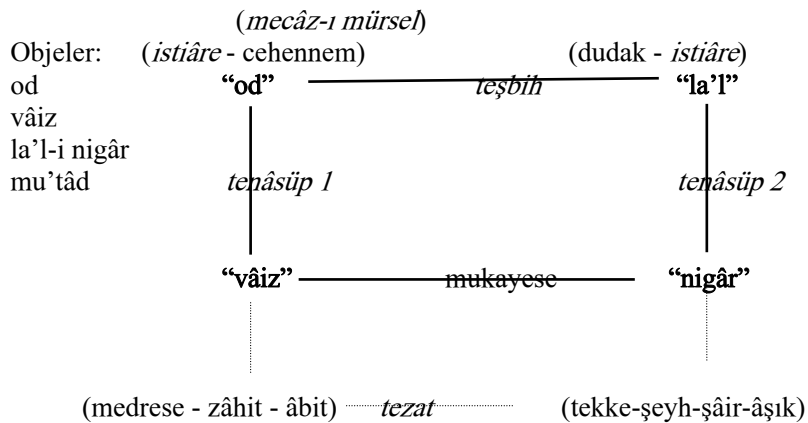 (mecâz-ı mürsel)
Objeler: (istiâre - cehennem) (dudak - istiâre)
od “od” teşbih “la’l”
vâiz
la’l-i nigâr
mu’tâd tenâsüp 1 tenâsüp 2
“vâiz” mukayese “nigâr”
(medrese - zâhit - âbit) tezat (tekke-şeyh-şâir-âşık)